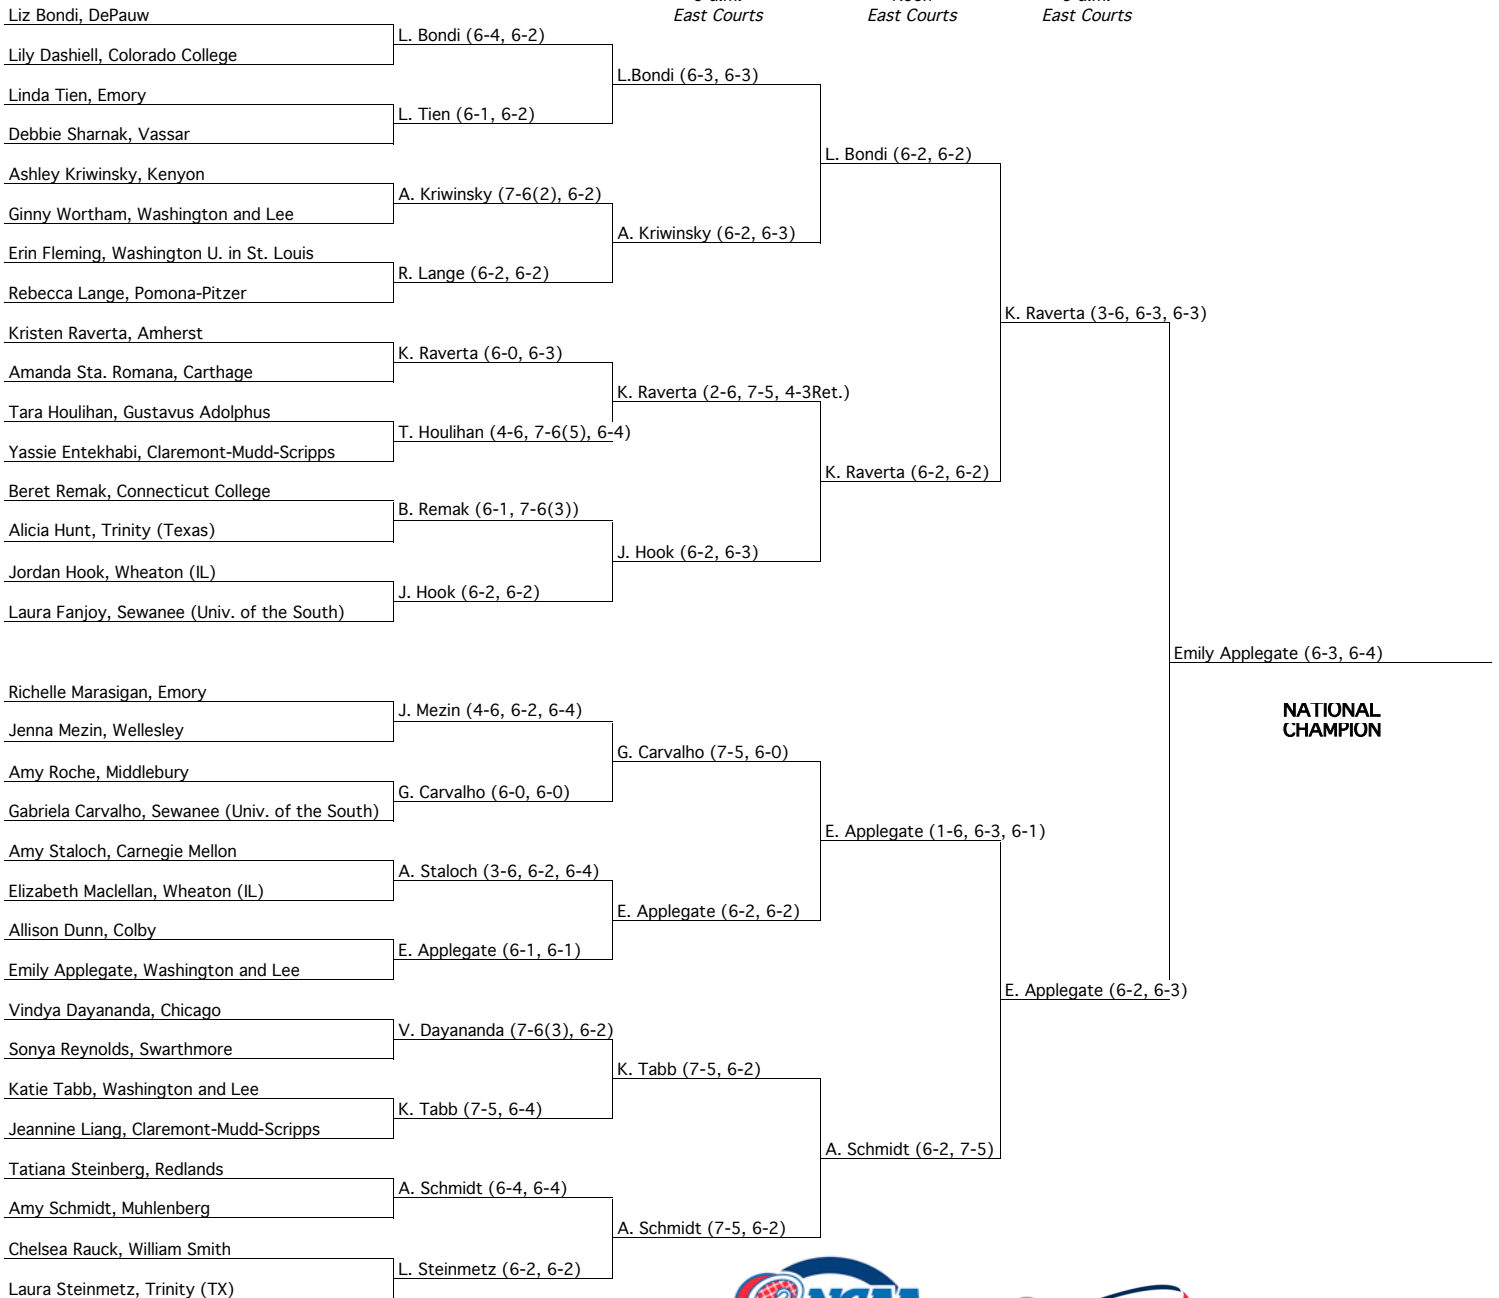 East Courts
East Courts
East Courts
Liz Bondi, DePauw
L. Bondi (6-4, 6-2)
Lily Dashiell, Colorado College
L.Bondi (6-3, 6-3)
Linda Tien, Emory
L. Tien (6-1, 6-2)
Debbie Sharnak, Vassar
L. Bondi (6-2, 6-2)
Ashley Kriwinsky, Kenyon
A. Kriwinsky (7-6(2), 6-2)
Ginny Wortham, Washington and Lee
A. Kriwinsky (6-2, 6-3)
Erin Fleming, Washington U. in St. Louis
R. Lange (6-2, 6-2)
Rebecca Lange, Pomona-Pitzer
K. Raverta (3-6, 6-3, 6-3)
Kristen Raverta, Amherst
K. Raverta (6-0, 6-3)
Amanda Sta. Romana, Carthage
K. Raverta (2-6, 7-5, 4-3Ret.)
Tara Houlihan, Gustavus Adolphus
T. Houlihan (4-6, 7-6(5), 6-4)
Yassie Entekhabi, Claremont-Mudd-Scripps
K. Raverta (6-2, 6-2)
Beret Remak, Connecticut College
B. Remak (6-1, 7-6(3))
Alicia Hunt, Trinity (Texas)
J. Hook (6-2, 6-3)
Jordan Hook, Wheaton (IL)
J. Hook (6-2, 6-2)
Laura Fanjoy, Sewanee (Univ. of the South)
Emily Applegate (6-3, 6-4)
Richelle Marasigan, Emory
J. Mezin (4-6, 6-2, 6-4)
NATIONAL
CHAMPION
Jenna Mezin, Wellesley
G. Carvalho (7-5, 6-0)
Amy Roche, Middlebury
G. Carvalho (6-0, 6-0)
Gabriela Carvalho, Sewanee (Univ. of the South)
E. Applegate (1-6, 6-3, 6-1)
Amy Staloch, Carnegie Mellon
A. Staloch (3-6, 6-2, 6-4)
Elizabeth Maclellan, Wheaton (IL)
E. Applegate (6-2, 6-2)
Allison Dunn, Colby
E. Applegate (6-1, 6-1)
Emily Applegate, Washington and Lee
E. Applegate (6-2, 6-3)
Vindya Dayananda, Chicago
V. Dayananda (7-6(3), 6-2)
Sonya Reynolds, Swarthmore
K. Tabb (7-5, 6-2)
Katie Tabb, Washington and Lee
K. Tabb (7-5, 6-4)
Jeannine Liang, Claremont-Mudd-Scripps
A. Schmidt (6-2, 7-5)
Tatiana Steinberg, Redlands
A. Schmidt (6-4, 6-4)
Amy Schmidt, Muhlenberg
A. Schmidt (7-5, 6-2)
Chelsea Rauck, William Smith
L. Steinmetz (6-2, 6-2)
Laura Steinmetz, Trinity (TX)
NCAA